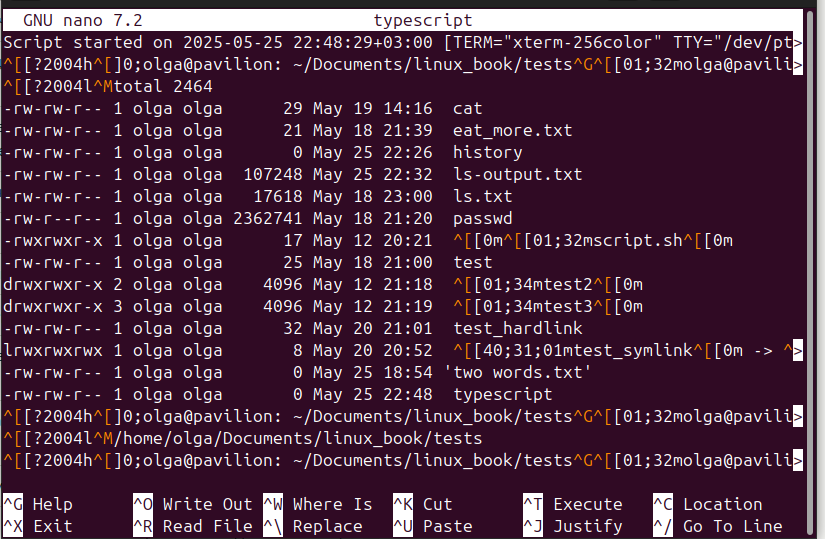 GNU nano 7.2 typescript
Script started on 2025-05-25 22:48:29+03:00 [TERM="xterm-256color" TTY="/dev/pt>
^[[?2004h^[]0;olga@pavilion: ~/Documents/linux_book/tests^G^[[01;32molga@pavili>
^[[?2004l^Mtotal 2464
-rw-rw-r-- 1 olga olga      29 May 19 14:16  cat
-rw-rw-r-- 1 olga olga      21 May 18 21:39  eat_more.txt
-rw-rw-r-- 1 olga olga       0 May 25 22:26  history
-rw-rw-r-- 1 olga olga  107248 May 25 22:32  ls-output.txt
-rw-rw-r-- 1 olga olga   17618 May 18 23:00  ls.txt
-rw-r--r-- 1 olga olga 2362741 May 18 21:20  passwd
-rwxrwxr-x 1 olga olga      17 May 12 20:21  ^[[0m^[[01;32mscript.sh^[[0m
-rw-rw-r-- 1 olga olga      25 May 18 21:00  test
drwxrwxr-x 2 olga olga    4096 May 12 21:18  ^[[01;34mtest2^[[0m
drwxrwxr-x 3 olga olga    4096 May 12 21:19  ^[[01;34mtest3^[[0m
-rw-rw-r-- 1 olga olga      32 May 20 21:01  test_hardlink
lrwxrwxrwx 1 olga olga       8 May 20 20:52  ^[[40;31;01mtest_symlink^[[0m -> ^>
-rw-rw-r-- 1 olga olga       0 May 25 18:54 'two words.txt'
-rw-rw-r-- 1 olga olga       0 May 25 22:48  typescript
^[[?2004h^[]0;olga@pavilion: ~/Documents/linux_book/tests^G^[[01;32molga@pavili>
^[[?2004l^M/home/olga/Documents/linux_book/tests
^[[?2004h^[]0;olga@pavilion: ~/Documents/linux_book/tests^G^[[01;32molga@pavili>
^G Help ^O Write Out ^W Where Is ^K Cut ^T Execute ^C Location
^X Exit ^R Read File ^\ Replace ^U Paste ^J Justify ^/ Go To Line